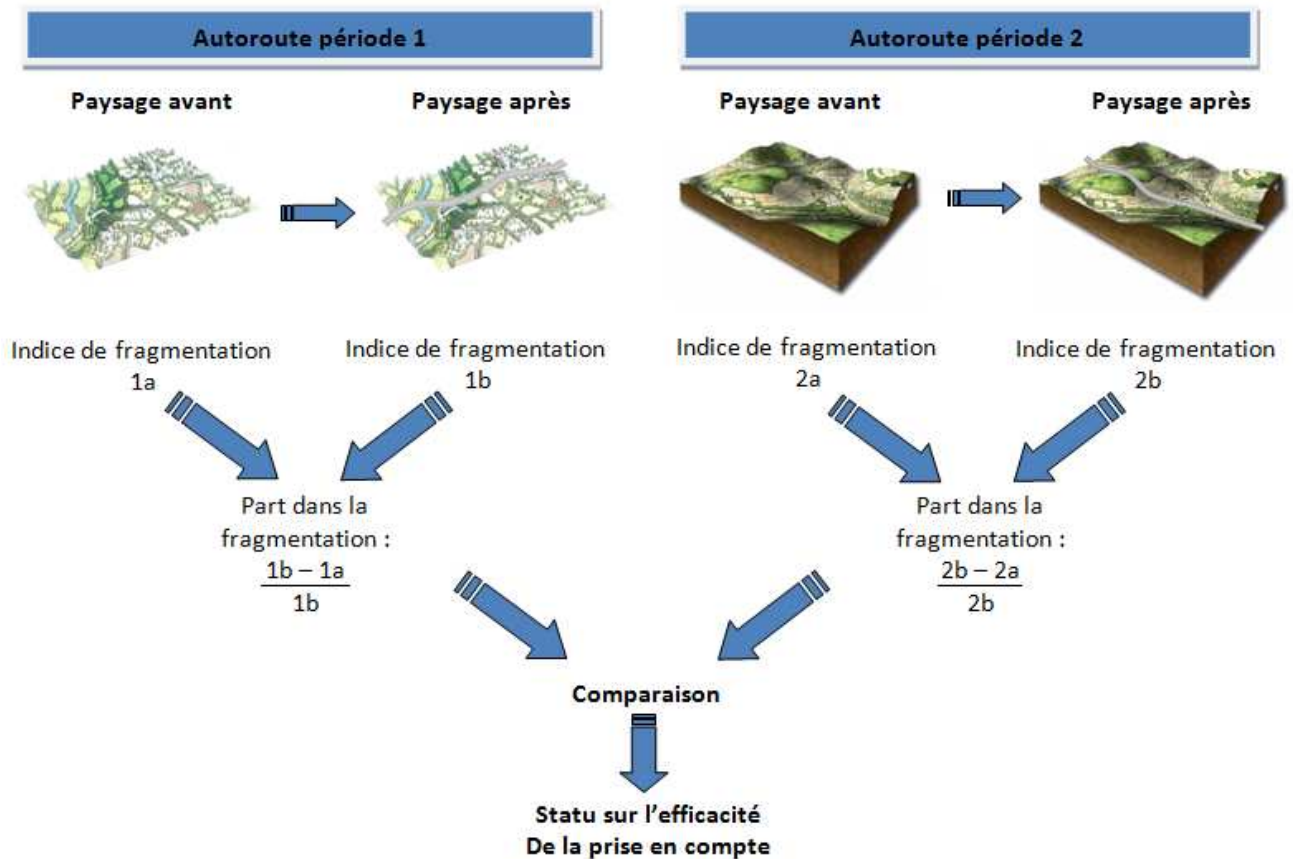 Autoroute période 1
Autoroute période 2
Paysage avant
Paysage après
Paysage avant
Paysage après
Indice de fragmentation
1a
Indice de fragmentation
1b
Indice de fragmentation
2a
Indice de fragmentation
2b
Part dans la
fragmentation :
1b – 1a
1b
Part dans la
fragmentation :
2b – 2a
2b
Comparaison
Statu sur l’efficacité
De la prise en compte